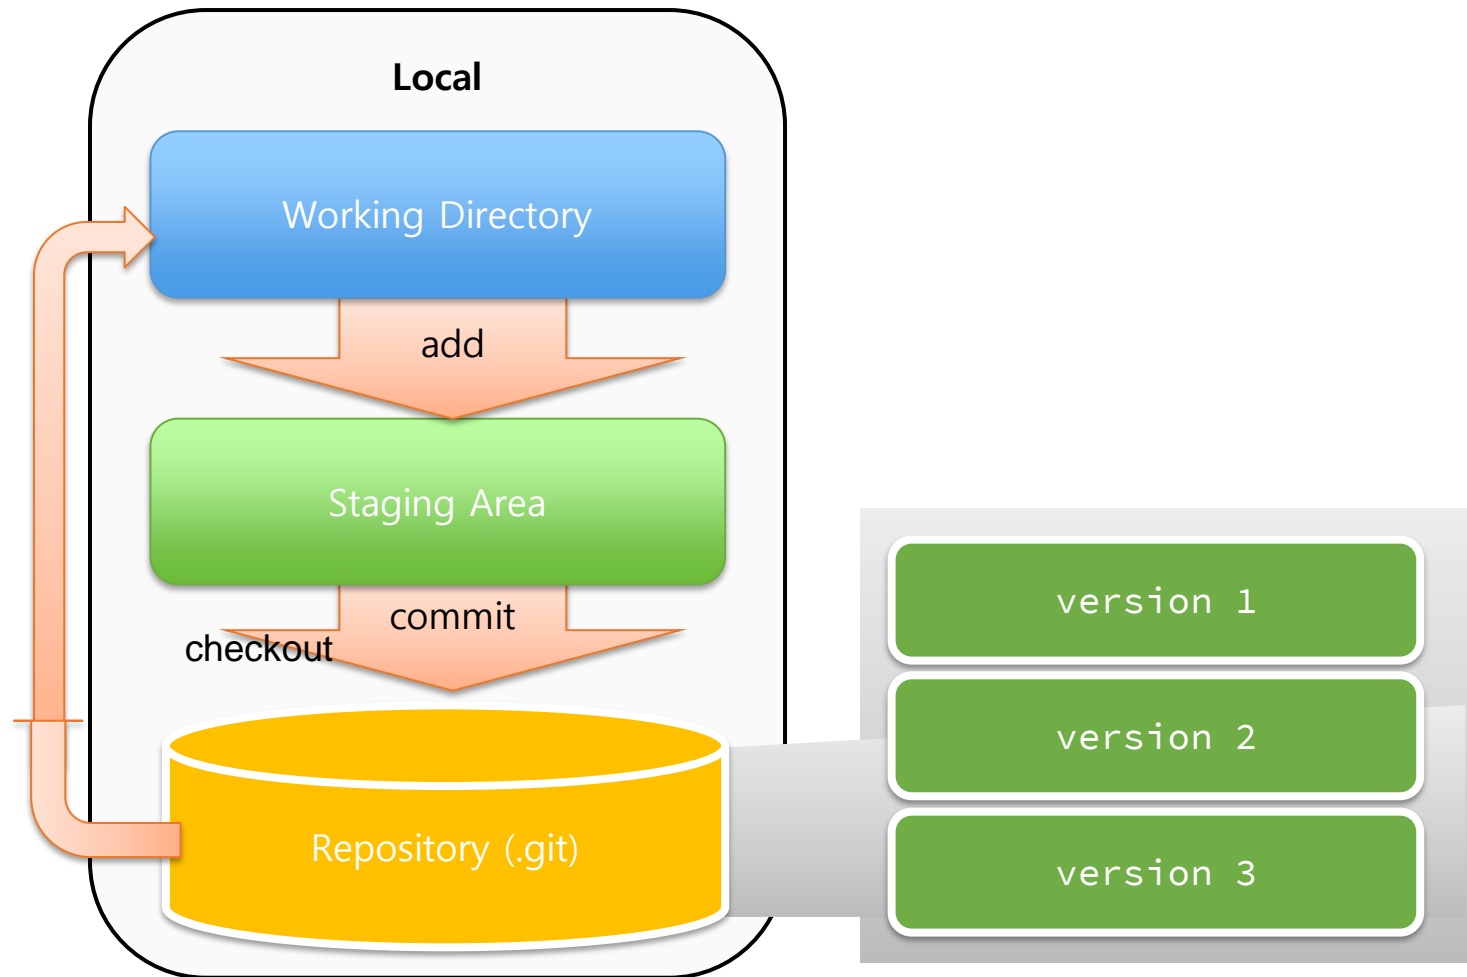 Local
Working Directory
add
Staging Area
commit
checkout
Repository (.git)
version 1
version 2
version 3